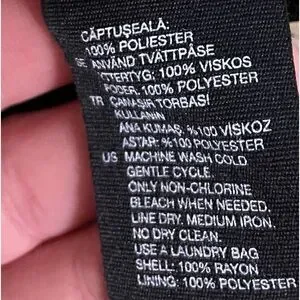 CĂPTUŞEALĂ:
100% POLIESTER
SE ANVÄND TVÄTTPÅSE
YTTERTYG: 100% VISKOS
FODER: 100% POLYESTER
TR ÇAMAŞIR TORBASI
KULLANIN
ANA KUMAŞ: %100 VİSKOZ
ASTAR: %100 POLYESTER
US MACHINE WASH COLD.
GENTLE CYCLE.
ONLY NON-CHLORINE
BLEACH WHEN NEEDED.
LINE DRY. MEDIUM IRON.
NO DRY CLEAN.
USE A LAUNDRY BAG
SHELL: 100% RAYON
LINING: 100% POLYESTER